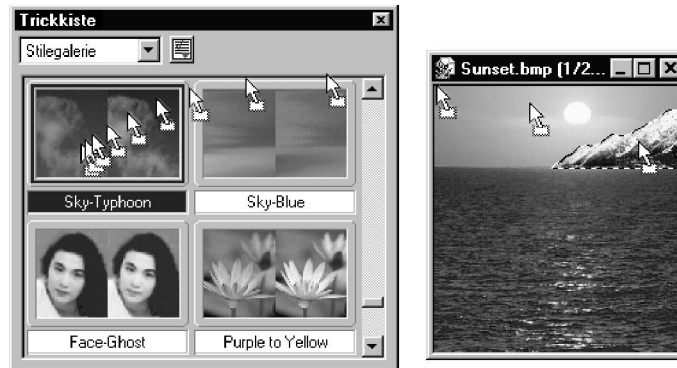 Trickkiste
Stilegalerie
Sky-Typhoon
Sky-Blue
Face-Ghost
Purple to Yellow
Sunset.bmp (1/2...